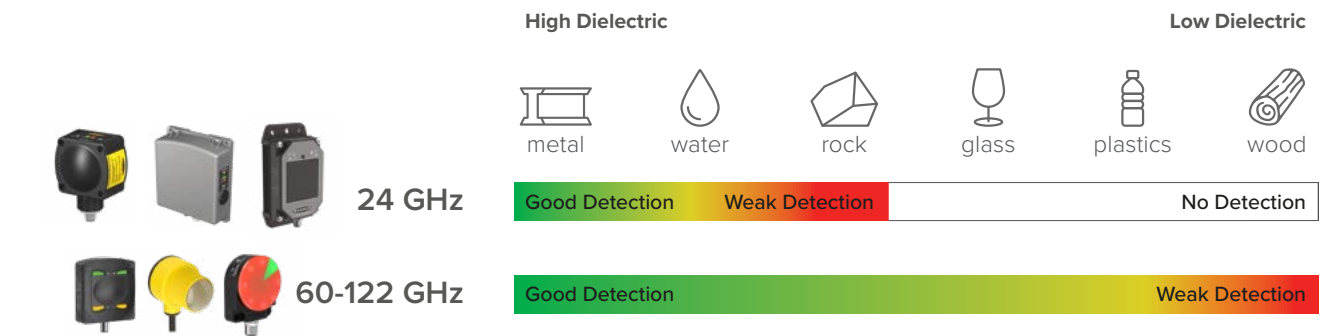 High Dielectric Low Dielectric
metal water rock glass plastics wood
24 GHz Good Detection Weak Detection No Detection
60-122 GHz Good Detection Weak Detection